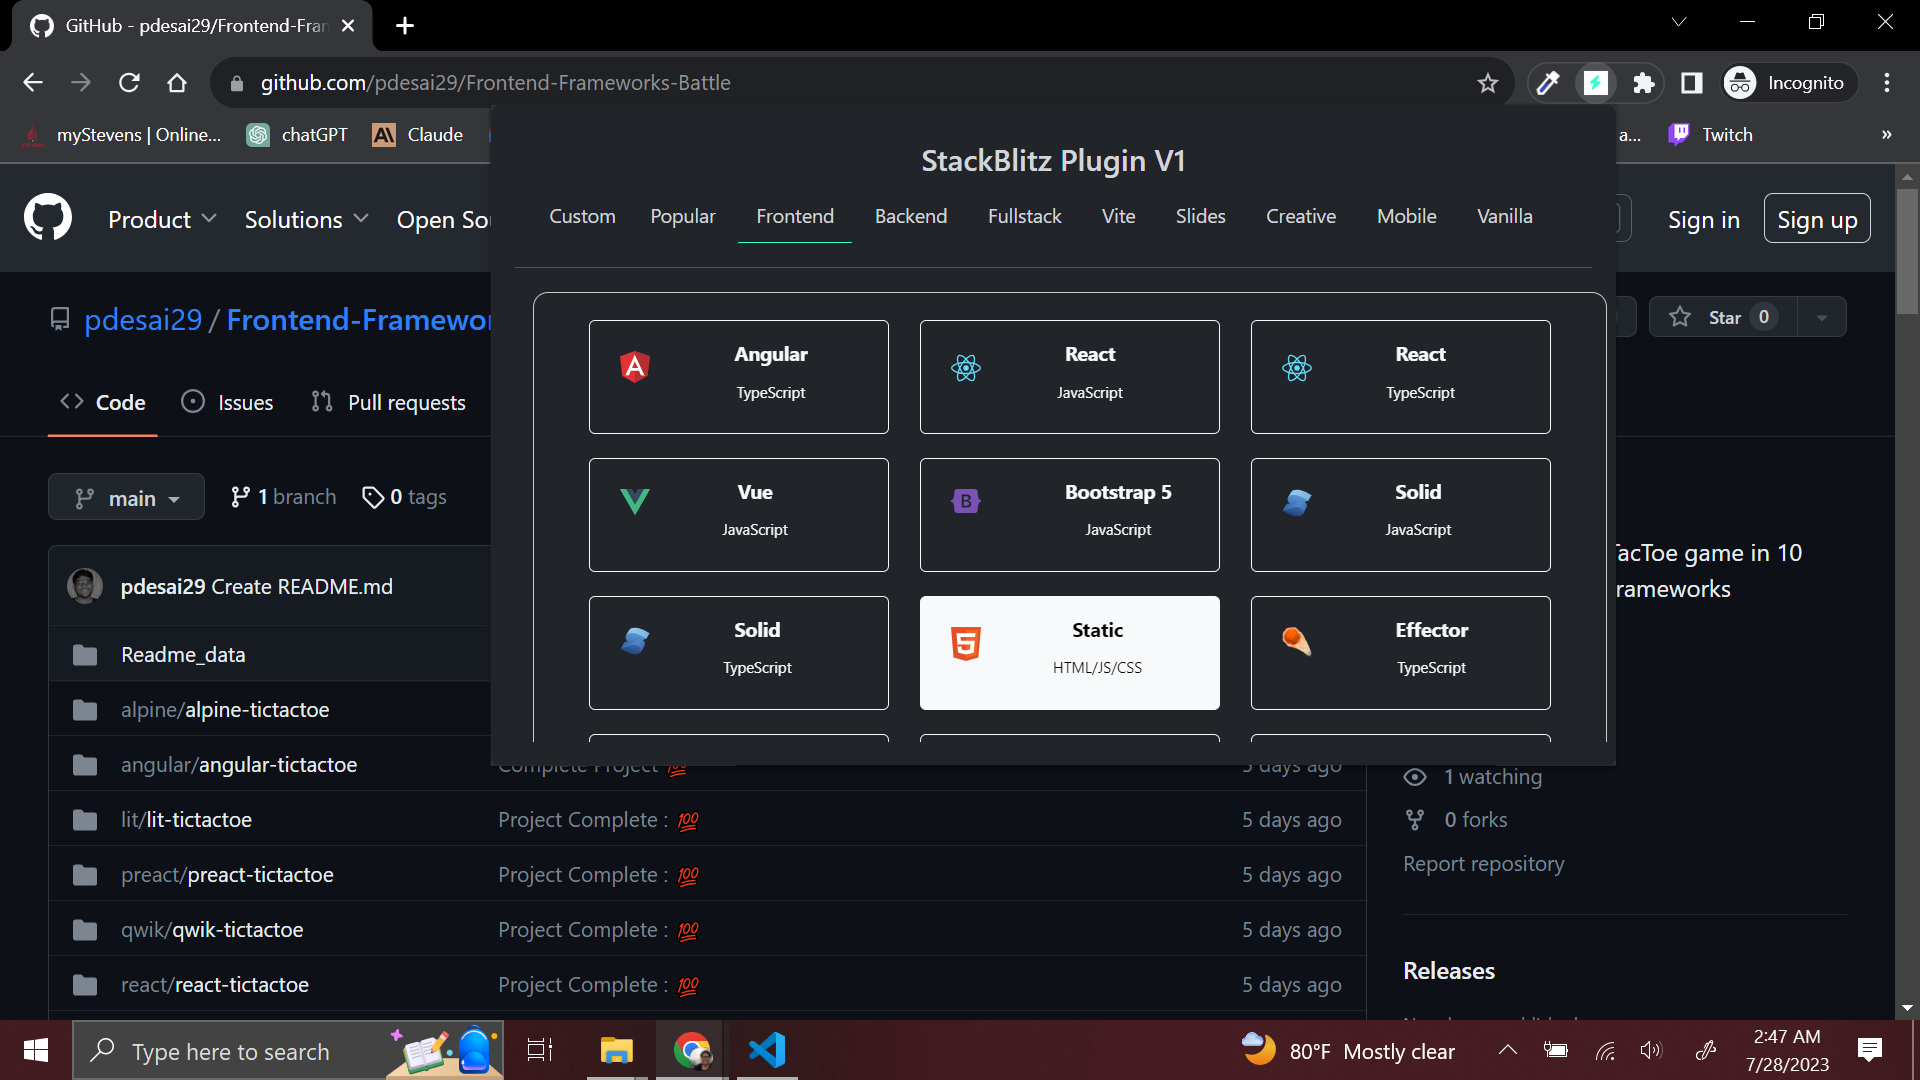 GitHub - pdesai29/Frontend-Fran
github.com/pdesai29/Frontend-Frameworks-Battle
Incognito
myStevens | Online...
chatGPT
Claude
a...
Twitch
»
StackBlitz Plugin V1
Custom
Popular
Frontend
Backend
Fullstack
Vite
Slides
Creative
Mobile
Vanilla
Product
Solutions
Open Sou
Sign in
Sign up
pdesai29 / Frontend-Framewor
Star 0
Code
Issues
Pull requests
main
1 branch
0 tags
Angular
TypeScript
React
JavaScript
React
TypeScript
Vue
JavaScript
Bootstrap 5
JavaScript
Solid
JavaScript
Solid
TypeScript
Static
HTML/JS/CSS
Effector
TypeScript
TacToe game in 10
rameworks
pdesai29 Create README.md
Readme_data
alpine/alpine-tictactoe
angular/angular-tictactoe
Complete Project 💯
5 days ago
lit/lit-tictactoe
Project Complete : 💯
5 days ago
preact/preact-tictactoe
Project Complete : 💯
5 days ago
qwik/qwik-tictactoe
Project Complete : 💯
5 days ago
react/react-tictactoe
Project Complete : 💯
5 days ago
1 watching
0 forks
Report repository
Releases
Type here to search
80°F Mostly clear
2:47 AM
7/28/2023